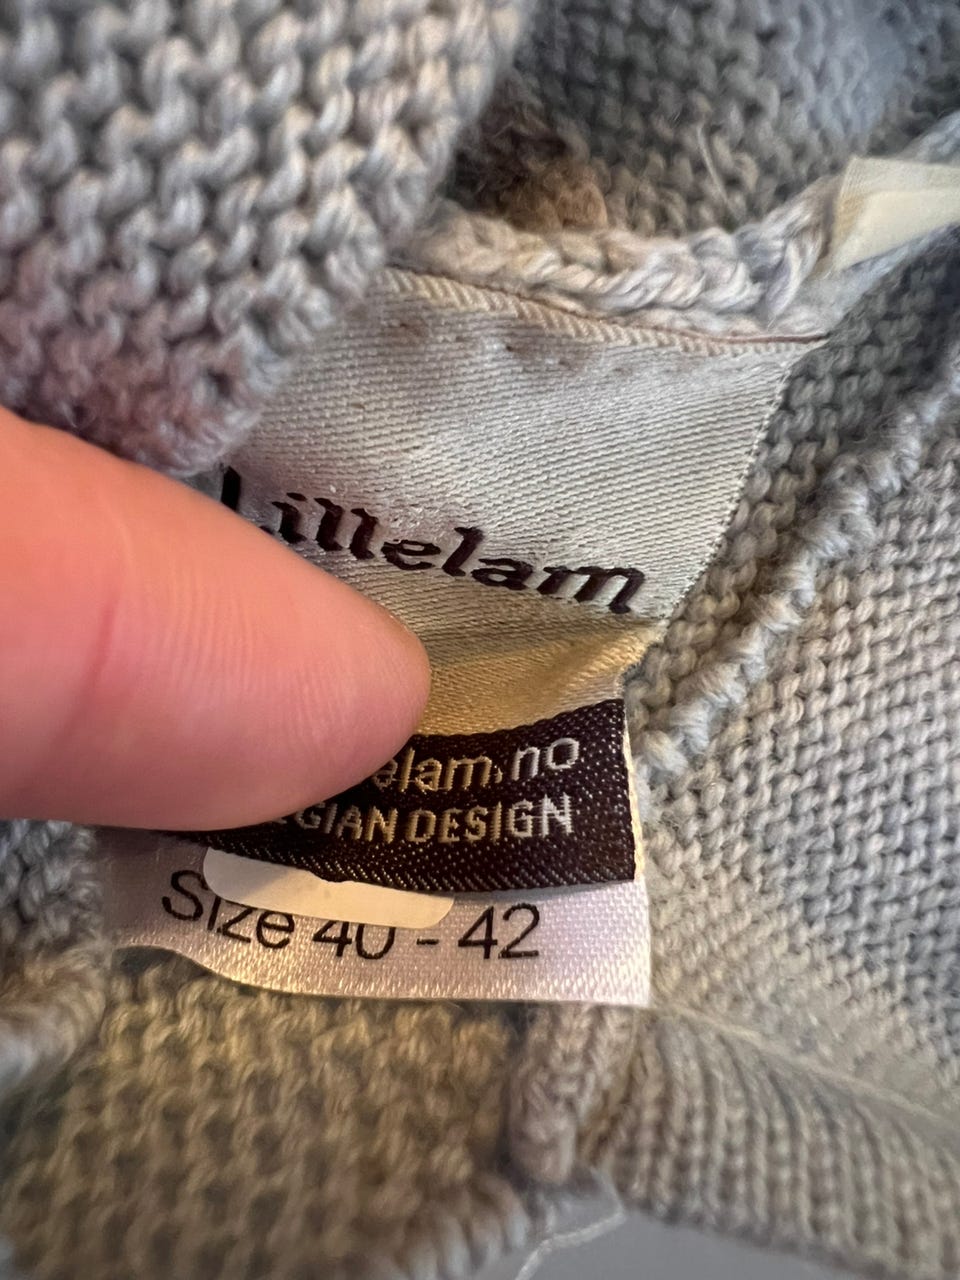 Lillelam
elam.no
GIAN DESIGN
Size 40 - 42